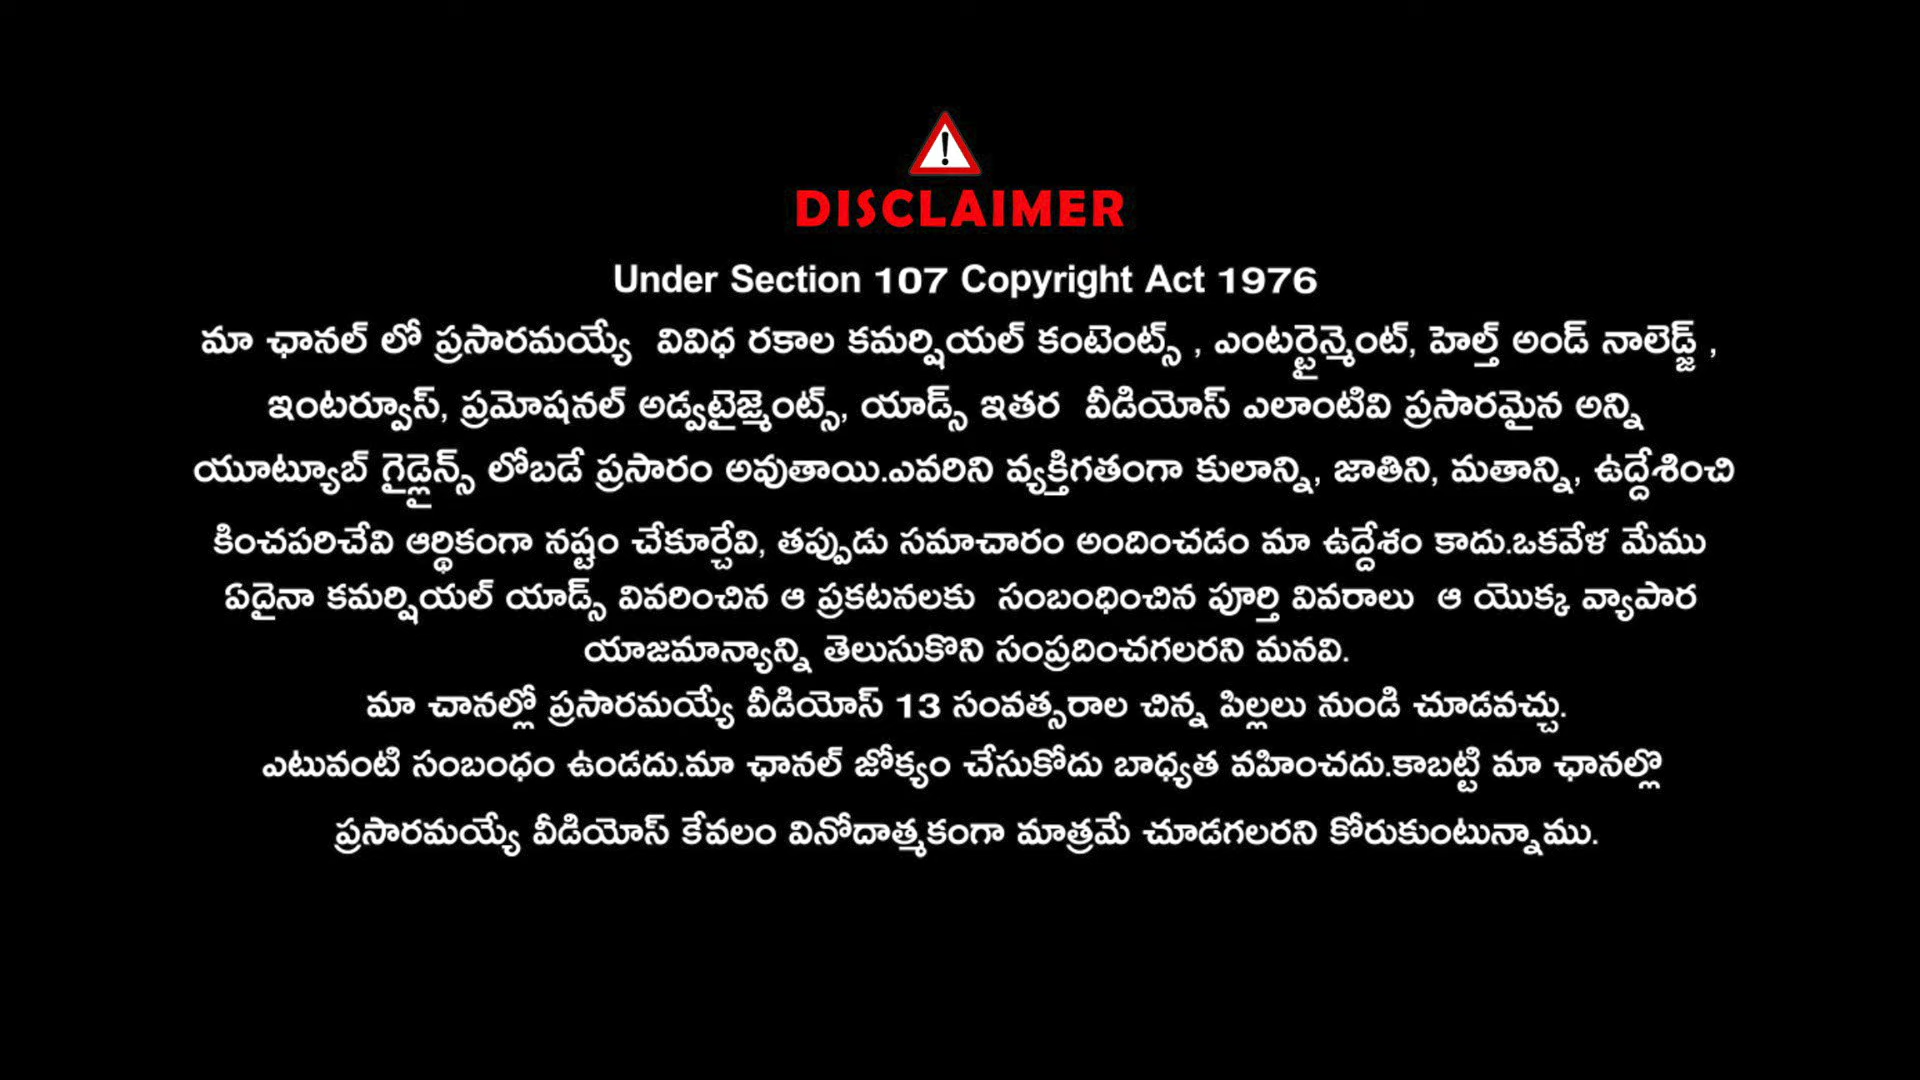 DISCLAIMER
Under Section 107 Copyright Act 1976
మా ఛానల్ లో ప్రసారమయ్యే వివిధ రకాల కమర్షియల్ కంటెంట్స్ , ఎంటర్టైన్మెంట్, హెల్త్ అండ్ నాలెడ్జ్ ,
ఇంటర్వ్యూస్, ప్రమోషనల్ అడ్వటైజ్మెంట్స్, యాడ్స్ ఇతర వీడియోస్ ఎలాంటివి ప్రసారమైన అన్ని
యూట్యూబ్ గైడ్లైన్స్ లోబడే ప్రసారం అవుతాయి.ఎవరిని వ్యక్తిగతంగా కులాన్ని, జాతిని, మతాన్ని, ఉద్దేశించి
కించపరిచేవి ఆర్థికంగా నష్టం చేకూర్చేవి, తప్పుడు సమాచారం అందించడం మా ఉద్దేశం కాదు.ఒకవేళ మేము
ఏదైనా కమర్షియల్ యాడ్స్ వివరించిన ఆ ప్రకటనలకు సంబంధించిన పూర్తి వివరాలు ఆ యొక్క వ్యాపార
యాజమాన్యాన్ని తెలుసుకొని సంప్రదించగలరని మనవి.
మా చానల్లో ప్రసారమయ్యే వీడియోస్ 13 సంవత్సరాల చిన్న పిల్లలు నుండి చూడవచ్చు.
ఎటువంటి సంబంధం ఉండదు.మా ఛానల్ జోక్యం చేసుకోదు బాధ్యత వహించదు.కాబట్టి మా ఛానల్లొ
ప్రసారమయ్యే వీడియోస్ కేవలం వినోదాత్మకంగా మాత్రమే చూడగలరని కోరుకుంటున్నాము.